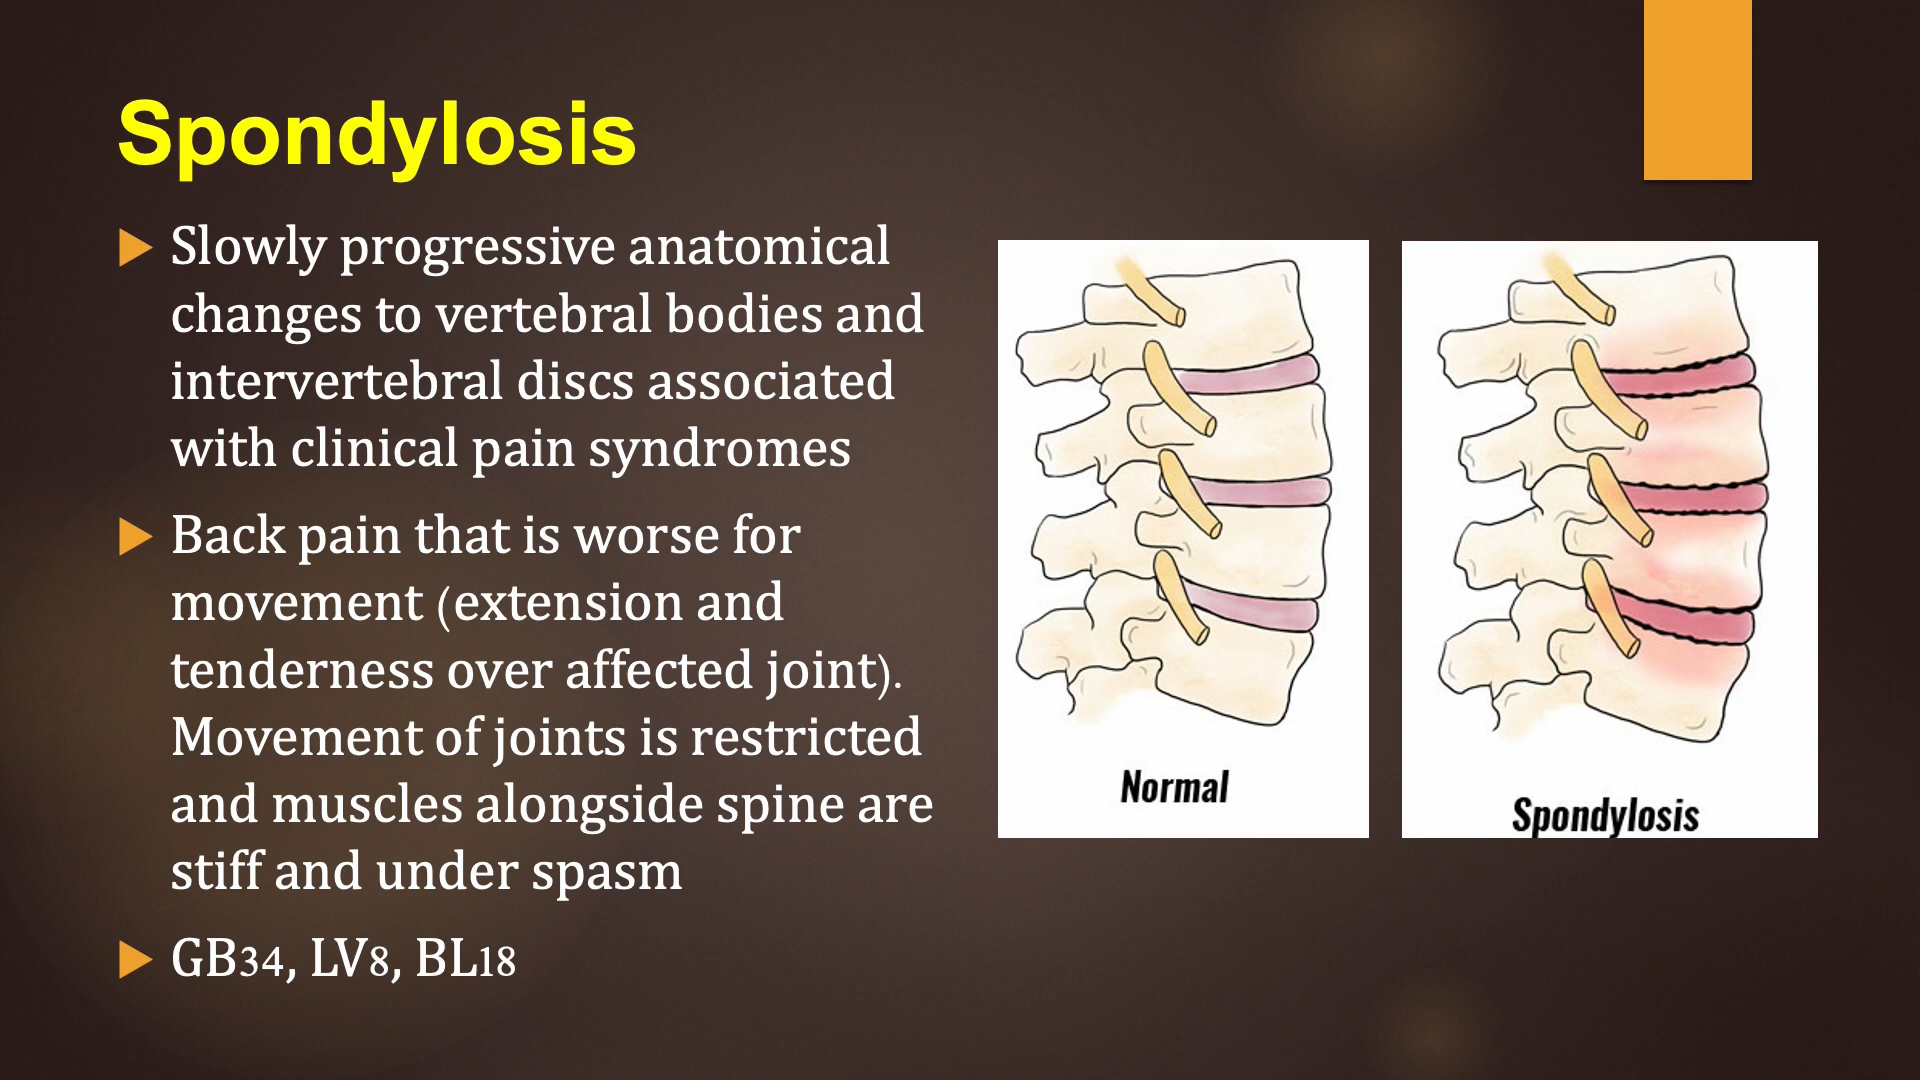 Spondylosis
Slowly progressive anatomical
changes to vertebral bodies and
intervertebral discs associated
with clinical pain syndromes
Back pain that is worse for
movement (extension and
tenderness over affected joint).
Movement of joints is restricted
and muscles alongside spine are
stiff and under spasm
GB34, LV8, BL18
Normal
Spondylosis